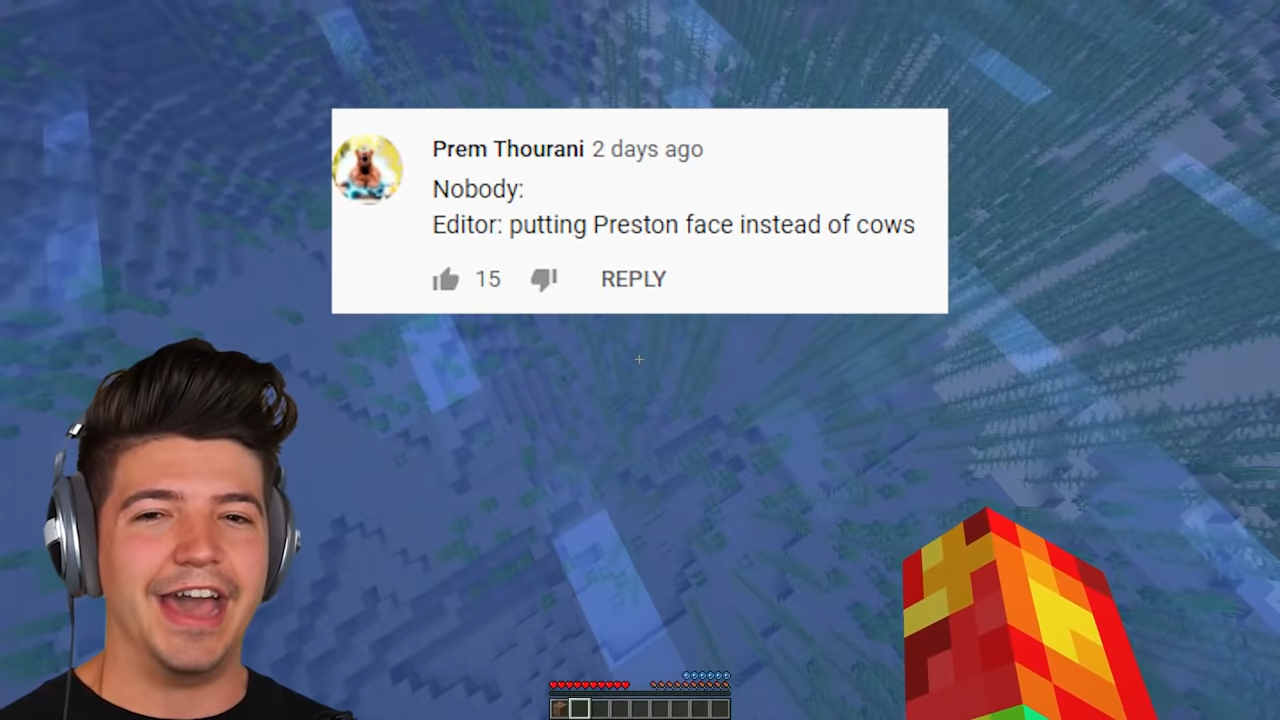 Prem Thourani 2 days ago
Nobody:
Editor: putting Preston face instead of cows
15 REPLY